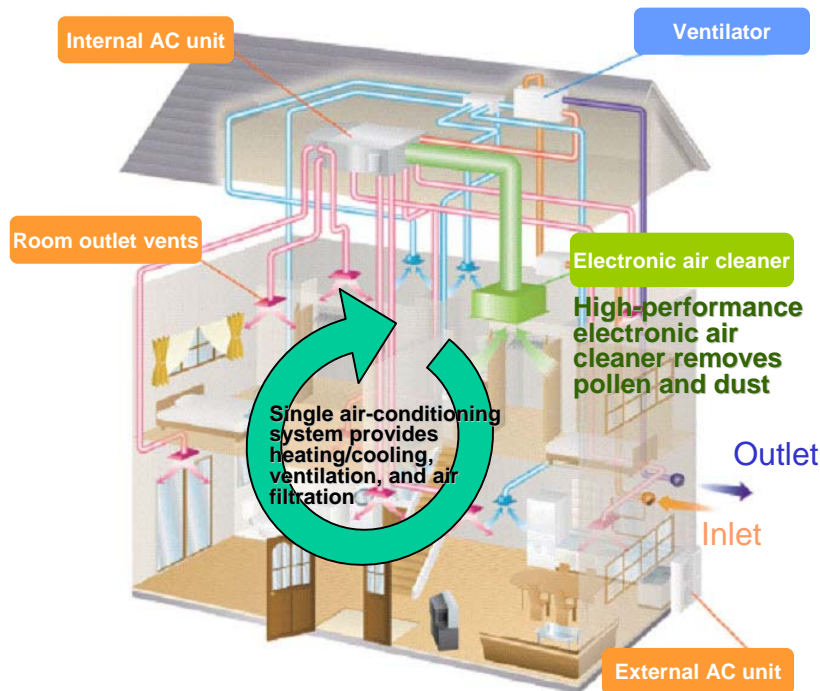 Internal AC unit
Ventilator
Room outlet vents
Electronic air cleaner
High-performance
electronic air
cleaner removes
pollen and dust
Single air-conditioning
system provides
heating/cooling,
ventilation, and air
filtration
Outlet
Inlet
External AC unit